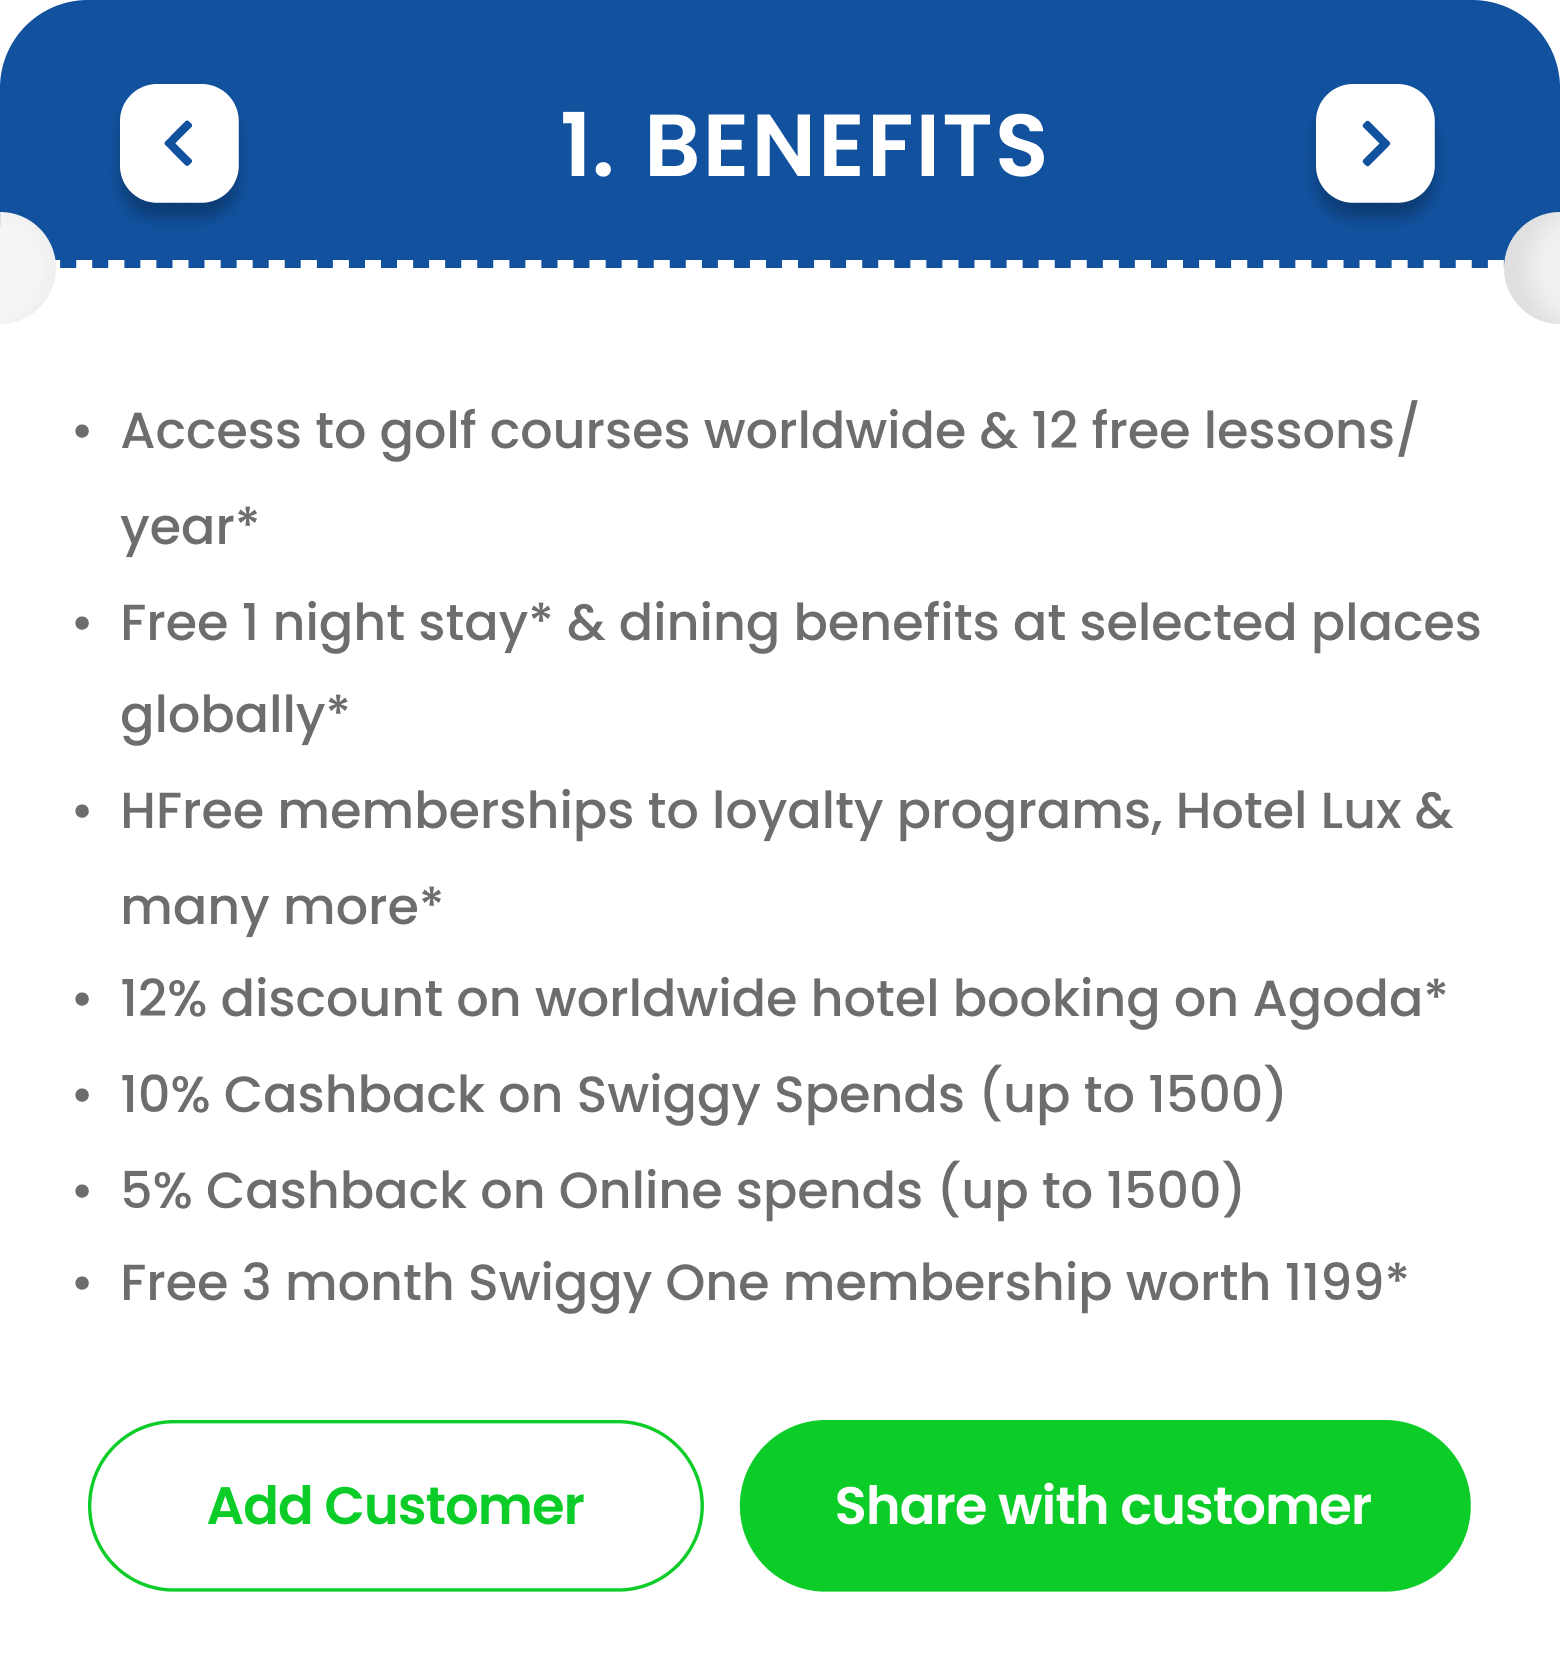 1. BENEFITS
• Access to golf courses worldwide & 12 free lessons/
year*
• Free 1 night stay* & dining benefits at selected places
globally*
• HFree memberships to loyalty programs, Hotel Lux &
many more*
• 12% discount on worldwide hotel booking on Agoda*
• 10% Cashback on Swiggy Spends (up to 1500)
• 5% Cashback on Online spends (up to 1500)
• Free 3 month Swiggy One membership worth 1199*
Add Customer
Share with customer